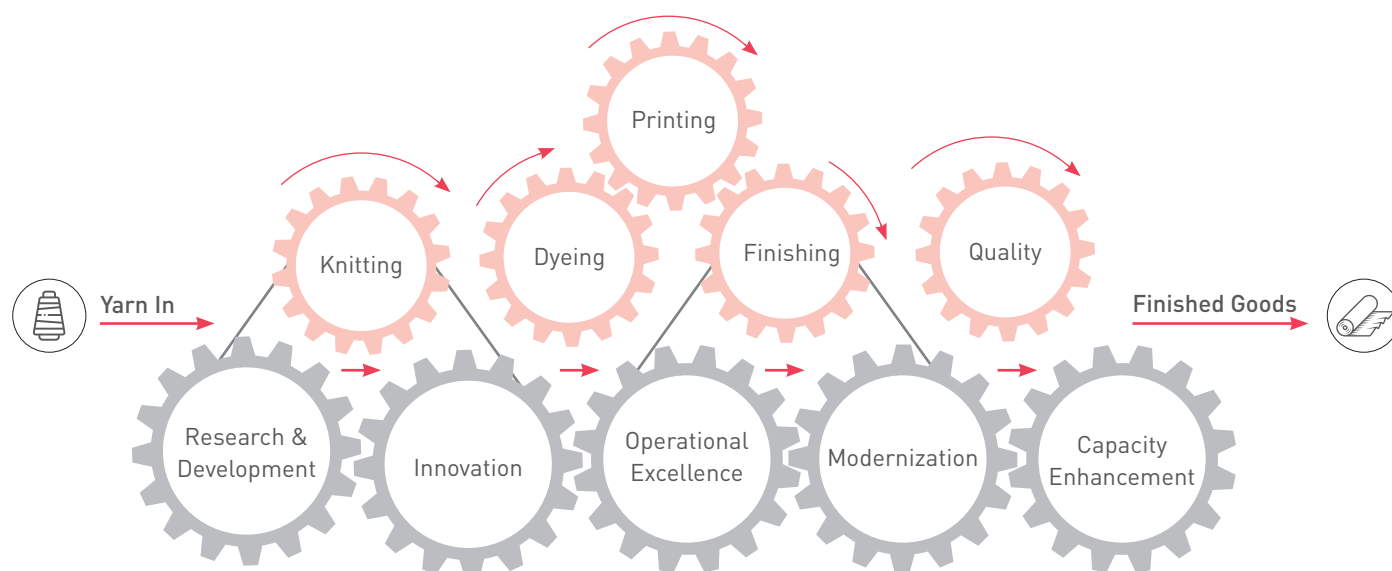 Printing
Knitting
Dyeing
Finishing
Quality
Yarn In
Finished Goods
Research &
Development
Innovation
Operational
Excellence
Modernization
Capacity
Enhancement